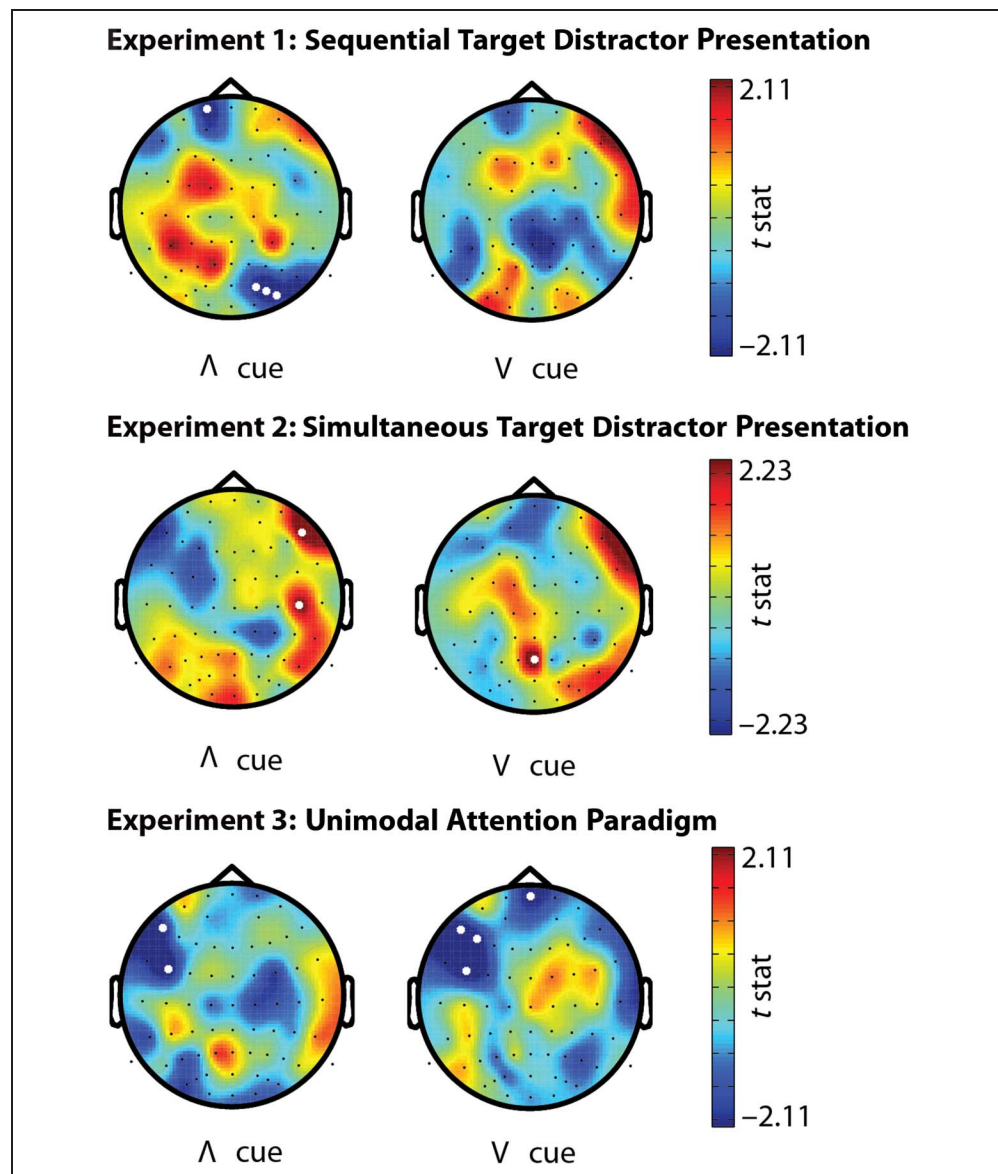 Experiment 1: Sequential Target Distractor Presentation
2.11
t stat
−2.11
Λ cue
V cue
Experiment 2: Simultaneous Target Distractor Presentation
2.23
t stat
−2.23
Λ cue
V cue
Experiment 3: Unimodal Attention Paradigm
2.11
t stat
−2.11
Λ cue
V cue